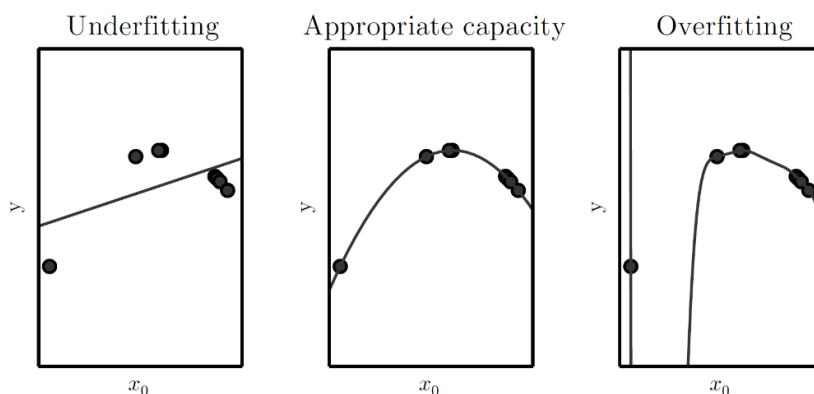 Underfitting
Appropriate capacity
Overfitting
y
x₀
y
x₀
y
x₀